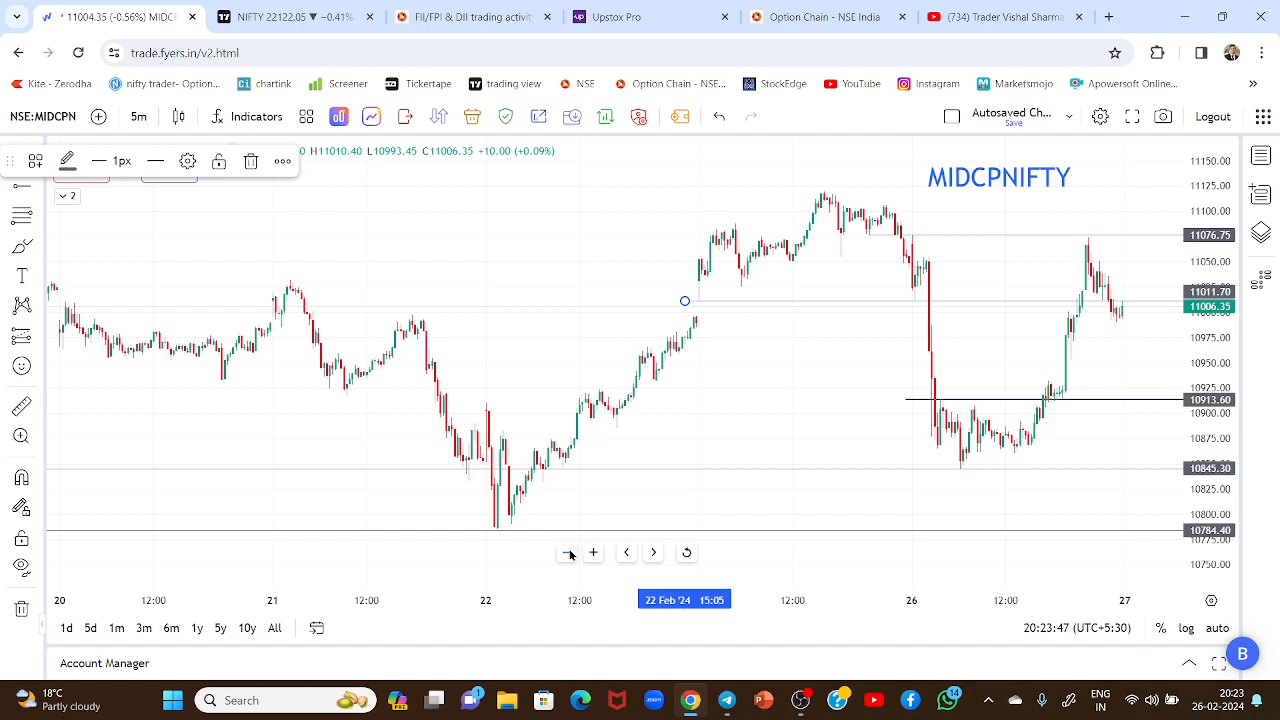 11004.35 (-0.56%) MIDCP
NIFTY 22122.05 ▼ −0.41%
FII/FPI & DII trading activit
Upstox Pro
Option Chain - NSE India
(734) Trader Vishal Sharma
trade.fyers.in/v2.html
Kite - Zerodha
nifty trader- Option...
chartink
Screener
Tickertape
trading view
NSE
Option Chain - NSE...
StockEdge
YouTube
Instagram
Marketsmojo
Apowersoft Online...
NSE:MIDCPN
5m
Indicators
Autosaved Ch...
Save
Logout
1px
H11010.40 L10993.45 C11006.35 +10.00 (+0.09%)
2
MIDCPNIFTY
11150.00
11125.00
11100.00
11076.75
11050.00
11011.70
11006.35
10975.00
10950.00
10925.00
10913.60
10900.00
10875.00
10845.30
10825.00
10800.00
10784.40
10775.00
10750.00
20
12:00
21
12:00
22
12:00
22 Feb '24 15:05
12:00
26
12:00
27
1d 5d 1m 3m 6m 1y 5y 10y All
20:23:47 (UTC+5:30)
% log auto
B
Account Manager
18°C
Partly cloudy
Search
PRE
1
zoom
14
ENG
IN
20:23
26-02-2024